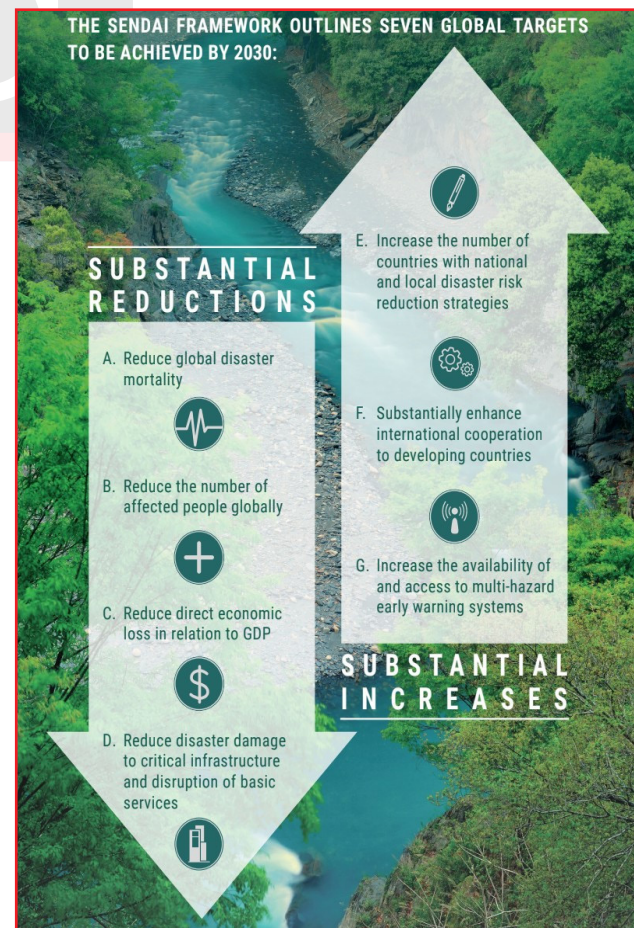 THE SENDAI FRAMEWORK OUTLINES SEVEN GLOBAL TARGETS
TO BE ACHIEVED BY 2030:
SUBSTANTIAL
REDUCTIONS
A. Reduce global disaster
mortality
B. Reduce the number of
affected people globally
C. Reduce direct economic
loss in relation to GDP
$
D. Reduce disaster damage
to critical infrastructure
and disruption of basic
services
E. Increase the number of
countries with national
and local disaster risk
reduction strategies
F. Substantially enhance
international cooperation
to developing countries
G. Increase the availability of
and access to multi-hazard
early warning systems
SUBSTANTIAL
INCREASES